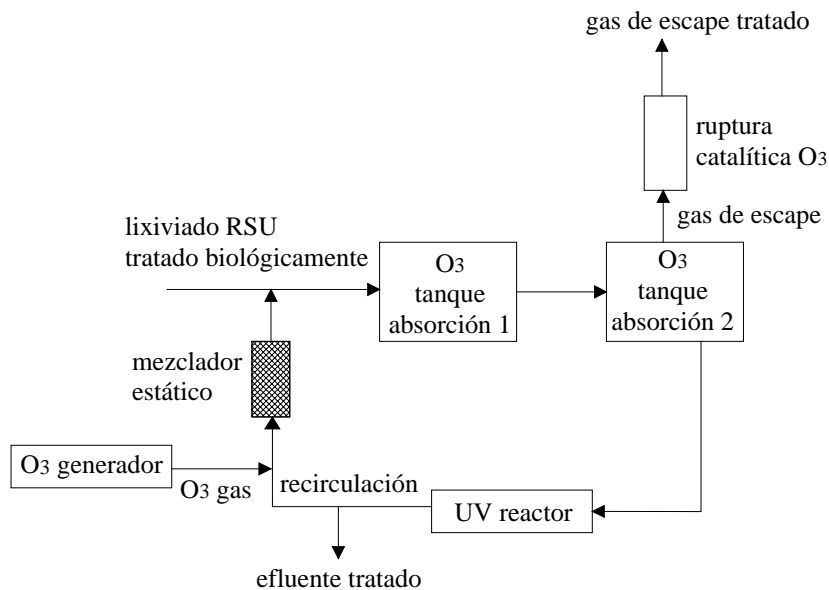 gas de escape tratado
ruptura
catalítica O3
gas de escape
lixiviado RSU
tratado biológicamente
O3
tanque
absorción 1
O3
tanque
absorción 2
mezclador
estático
O3 generador
O3 gas
recirculación
UV reactor
efluente tratado